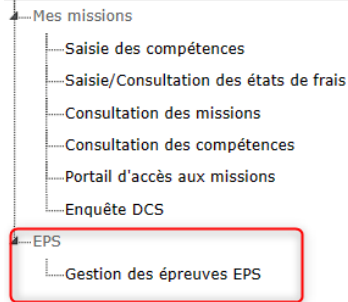 Mes missions
Saisie des compétences
Saisie/Consultation des états de frais
Consultation des missions
Consultation des compétences
Portail d'accès aux missions
Enquête DCS
EPS
Gestion des épreuves EPS